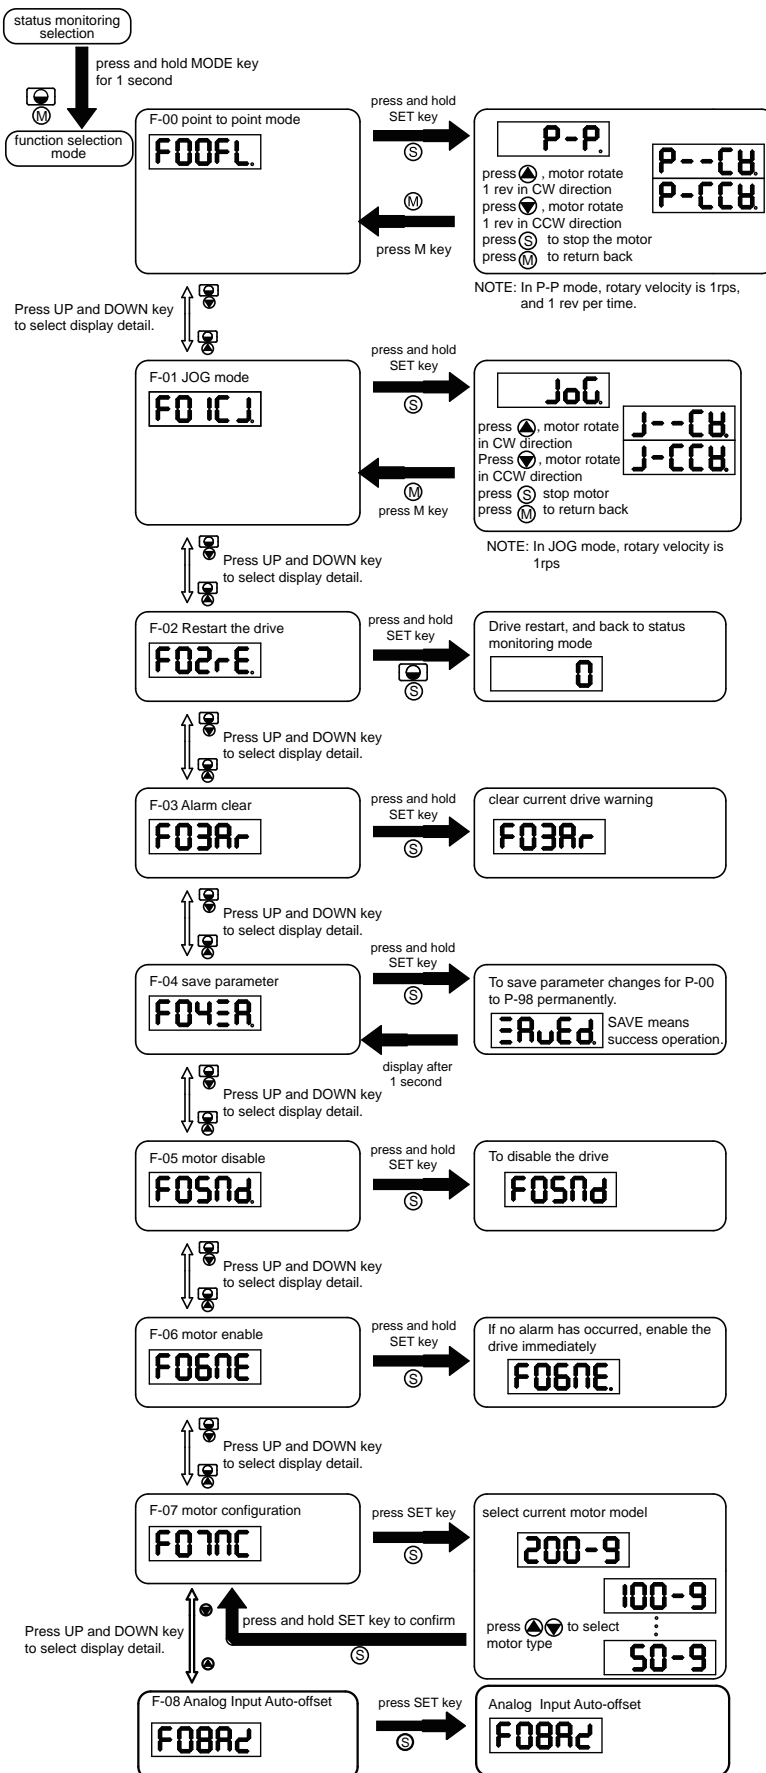 status monitoring
selection
press and hold MODE key
for 1 second
M
function selection
mode
F-00 point to point mode
F00FL.
press and hold
SET key
S
M
press M key
P-P.
P--CW.
P-CCW.
press , motor rotate
1 rev in CW direction
press , motor rotate
1 rev in CCW direction
press S to stop the motor
press M to return back
NOTE: In P-P mode, rotary velocity is 1rps,
and 1 rev per time.
Press UP and DOWN key
to select display detail.
F-01 JOG mode
F01CJ.
press and hold
SET key
S
M
press M key
JoG.
J--CW.
J-CCW.
press , motor rotate
in CW direction
Press , motor rotate
in CCW direction
press S stop motor
press M to return back
NOTE: In JOG mode, rotary velocity is
1rps
Press UP and DOWN key
to select display detail.
F-02 Restart the drive
F02rE.
press and hold
SET key
S
Drive restart, and back to status
monitoring mode
0
Press UP and DOWN key
to select display detail.
F-03 Alarm clear
F03Ar
press and hold
SET key
S
clear current drive warning
F03Ar
Press UP and DOWN key
to select display detail.
F-04 save parameter
F04ΞA.
press and hold
SET key
S
display after
1 second
To save parameter changes for P-00
to P-98 permanently.
ΞAuEd. SAVE means
success operation.
Press UP and DOWN key
to select display detail.
F-05 motor disable
F05Md.
press and hold
SET key
S
To disable the drive
F05Md
Press UP and DOWN key
to select display detail.
F-06 motor enable
F06ME
press and hold
SET key
S
If no alarm has occurred, enable the
drive immediately
F06ME.
Press UP and DOWN key
to select display detail.
F-07 motor configuration
F07MC
press SET key
S
select current motor model
200-9
100-9
50-9
press to select
motor type
press and hold SET key to confirm
S
Press UP and DOWN key
to select display detail.
F-08 Analog Input Auto-offset
F08Ad
press SET key
S
Analog Input Auto-offset
F08Ad